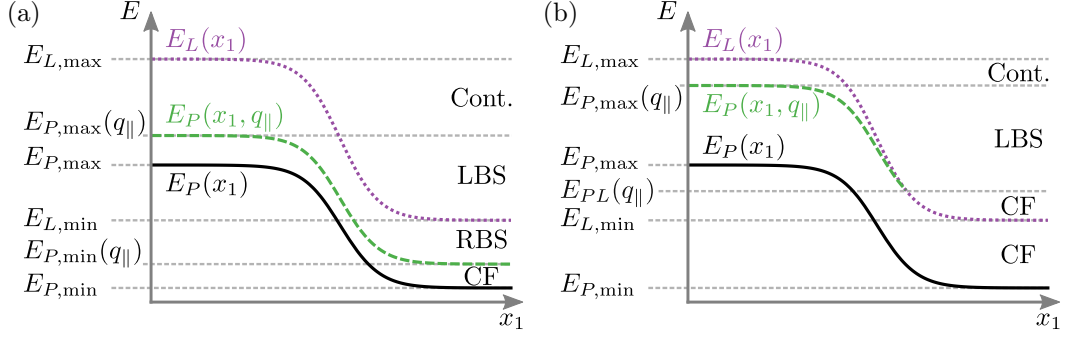 (a)
E
E_L(x_1)
E_{L,max}
Cont.
E_{P,max}(q_∥)
E_P(x_1, q_∥)
E_{P,max}
E_P(x_1)
LBS
E_{L,min}
RBS
E_{P,min}(q_∥)
CF
E_{P,min}
x_1
(b)
E
E_L(x_1)
E_{L,max}
Cont.
E_{P,max}(q_∥)
E_P(x_1, q_∥)
LBS
E_P(x_1)
E_{P,max}
E_{PL}(q_∥)
CF
E_{L,min}
CF
E_{P,min}
x_1